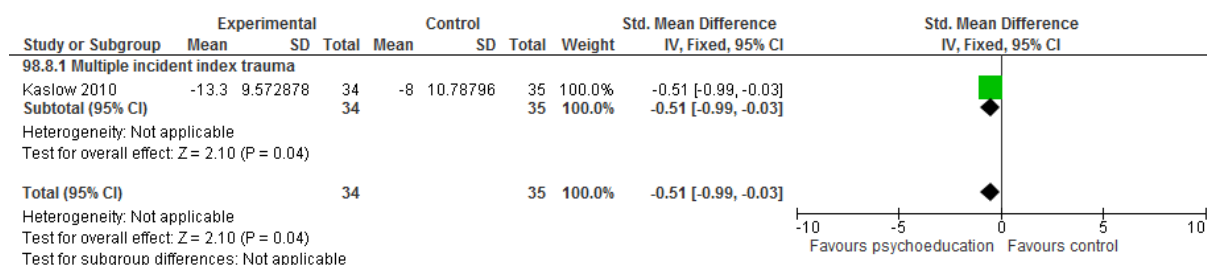 Experimental Control Std. Mean Difference Std. Mean Difference
Study or Subgroup Mean SD Total Mean SD Total Weight IV, Fixed, 95% CI IV, Fixed, 95% CI
98.8.1 Multiple incident index trauma
Kaslow 2010 -13.3 9.572878 34 -8 10.78796 35 100.0% -0.51 [-0.99, -0.03]
Subtotal (95% CI) 34 35 100.0% -0.51 [-0.99, -0.03]
Heterogeneity: Not applicable
Test for overall effect: Z = 2.10 (P = 0.04)
Total (95% CI) 34 35 100.0% -0.51 [-0.99, -0.03]
Heterogeneity: Not applicable
Test for overall effect: Z = 2.10 (P = 0.04)
Test for subgroup differences: Not applicable
-10 -5 0 5 10
Favours psychoeducation Favours control